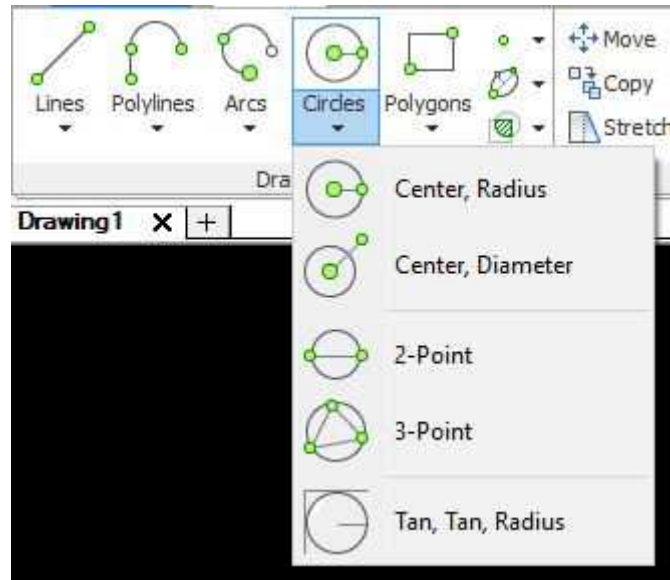 Lines
Polylines
Arcs
Circles
Polygons
Move
Copy
Stretch
Dra
Drawing1 X +
Center, Radius
Center, Diameter
2-Point
3-Point
Tan, Tan, Radius